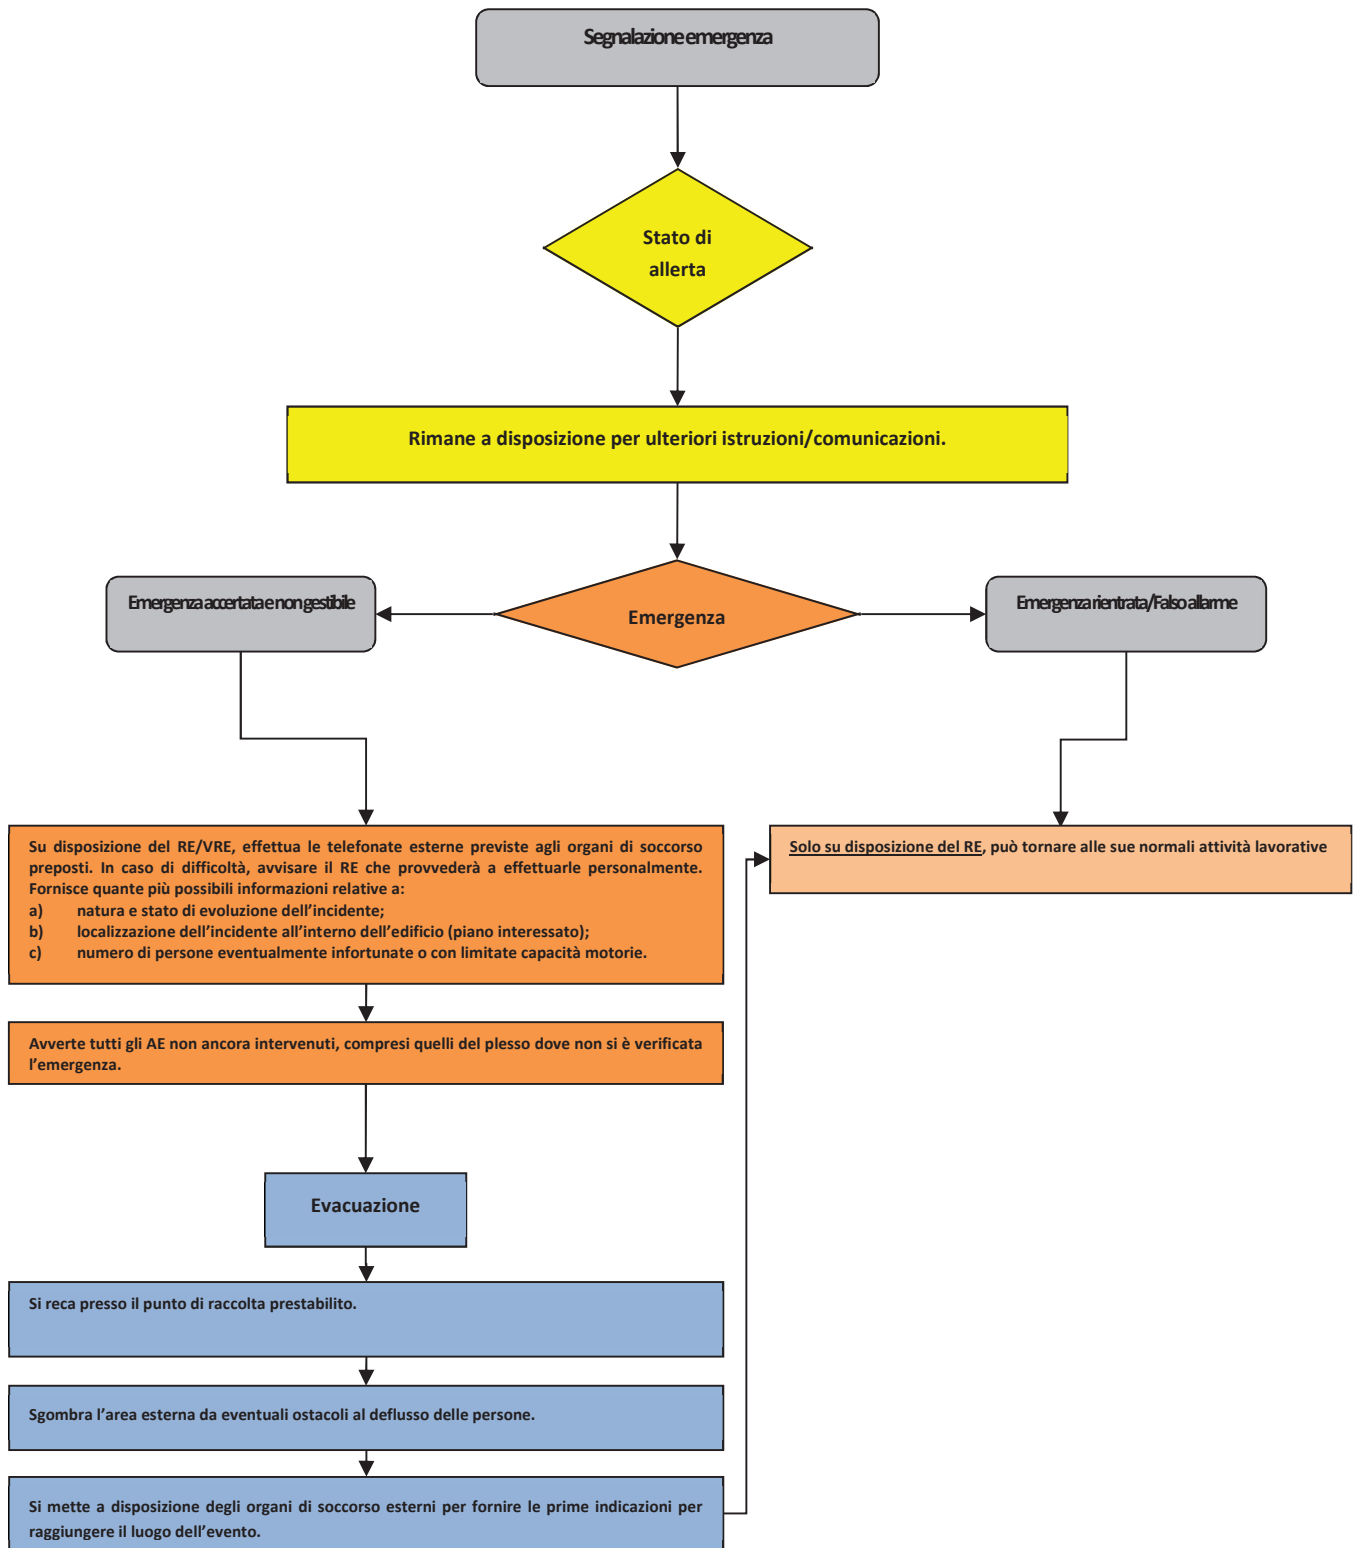 Segnalazione emergenza
Stato di
allerta
Rimane a disposizione per ulteriori istruzioni/comunicazioni.
Emergenza accertata e non gestibile
Emergenza
Emergenza rientrata/Falso allarme
Su disposizione del RE/VRE, effettua le telefonate esterne previste agli organi di soccorso
preposti. In caso di difficoltà, avvisare il RE che provvederà a effettuarle personalmente.
Fornisce quante più possibili informazioni relative a:
a) natura e stato di evoluzione dell'incidente;
b) localizzazione dell'incidente all'interno dell'edificio (piano interessato);
c) numero di persone eventualmente infortunate o con limitate capacità motorie.
Solo su disposizione del RE, può tornare alle sue normali attività lavorative
Avverte tutti gli AE non ancora intervenuti, compresi quelli del plesso dove non si è verificata
l'emergenza.
Evacuazione
Si reca presso il punto di raccolta prestabilito.
Sgombra l'area esterna da eventuali ostacoli al deflusso delle persone.
Si mette a disposizione degli organi di soccorso esterni per fornire le prime indicazioni per
raggiungere il luogo dell'evento.